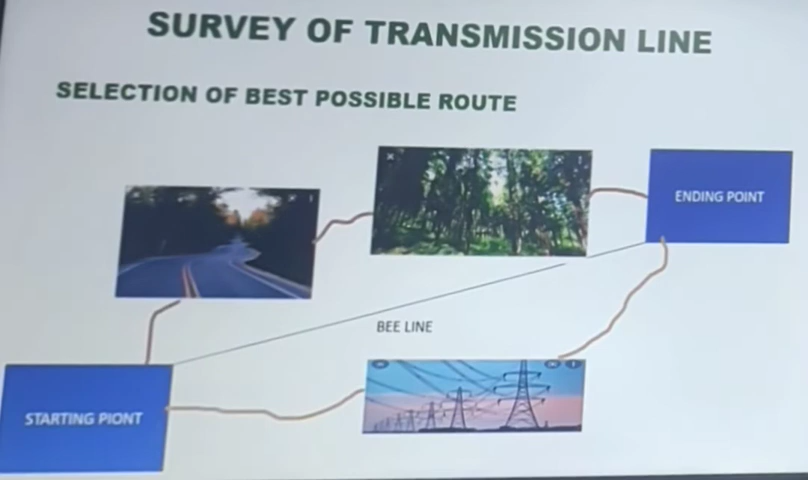 SURVEY OF TRANSMISSION LINE
SELECTION OF BEST POSSIBLE ROUTE
ENDING POINT
BEE LINE
STARTING PIONT